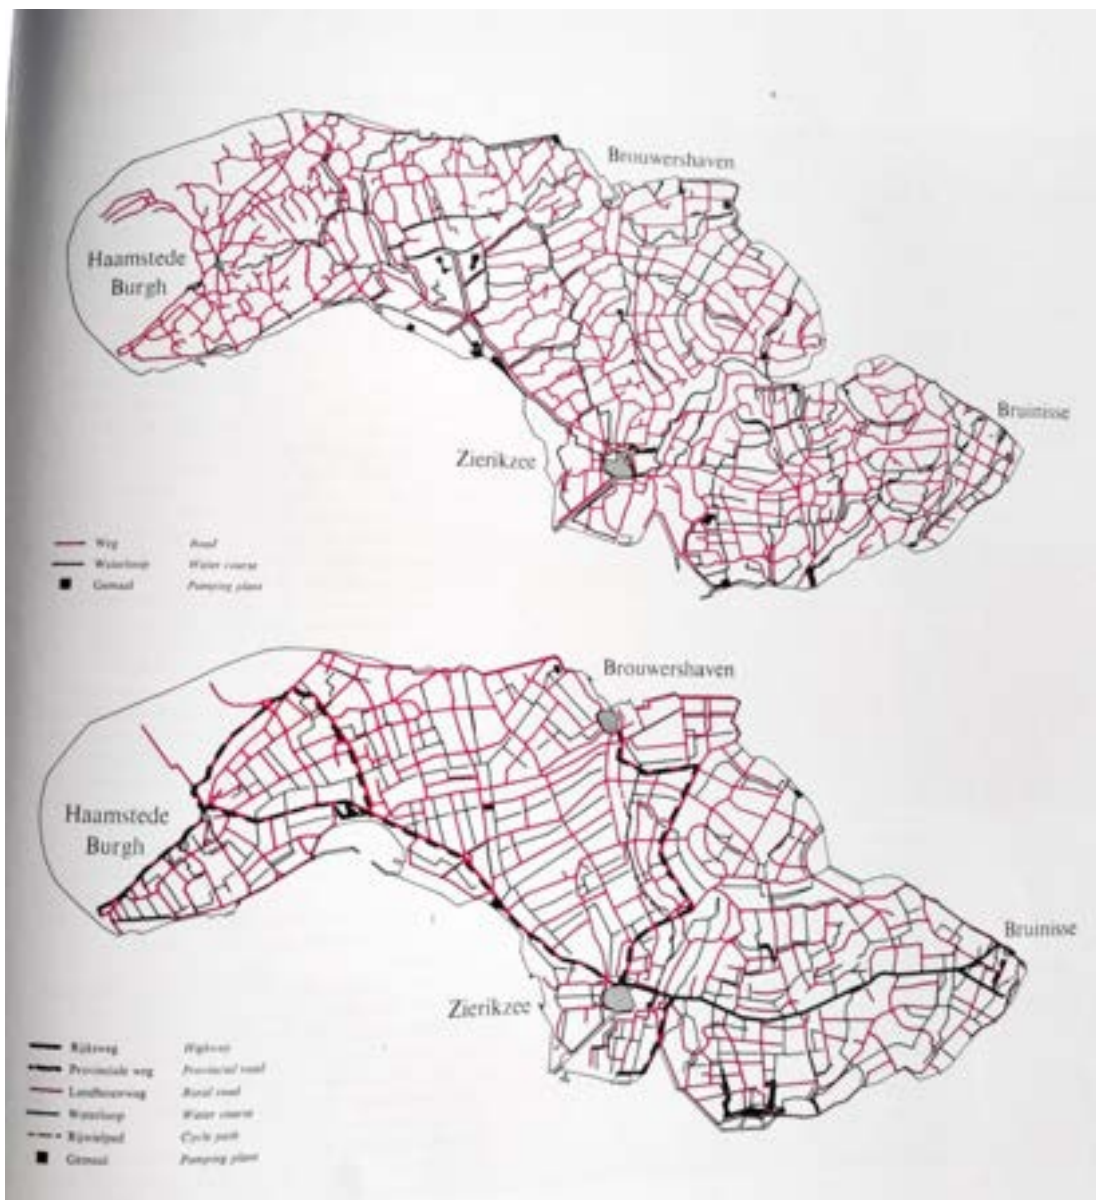 Brouwershaven
Haamstede
Burgh
Bruinisse
Zierikzee
Weg Road
Waterloop Water course
Gemaal Pumping plant
Brouwershaven
Haamstede
Burgh
Bruinisse
Zierikzee
Rijksweg Highway
Provinciale weg Provincial road
Landbouwweg Rural road
Waterloop Water course
Rijwielpad Cycle path
Gemaal Pumping plant